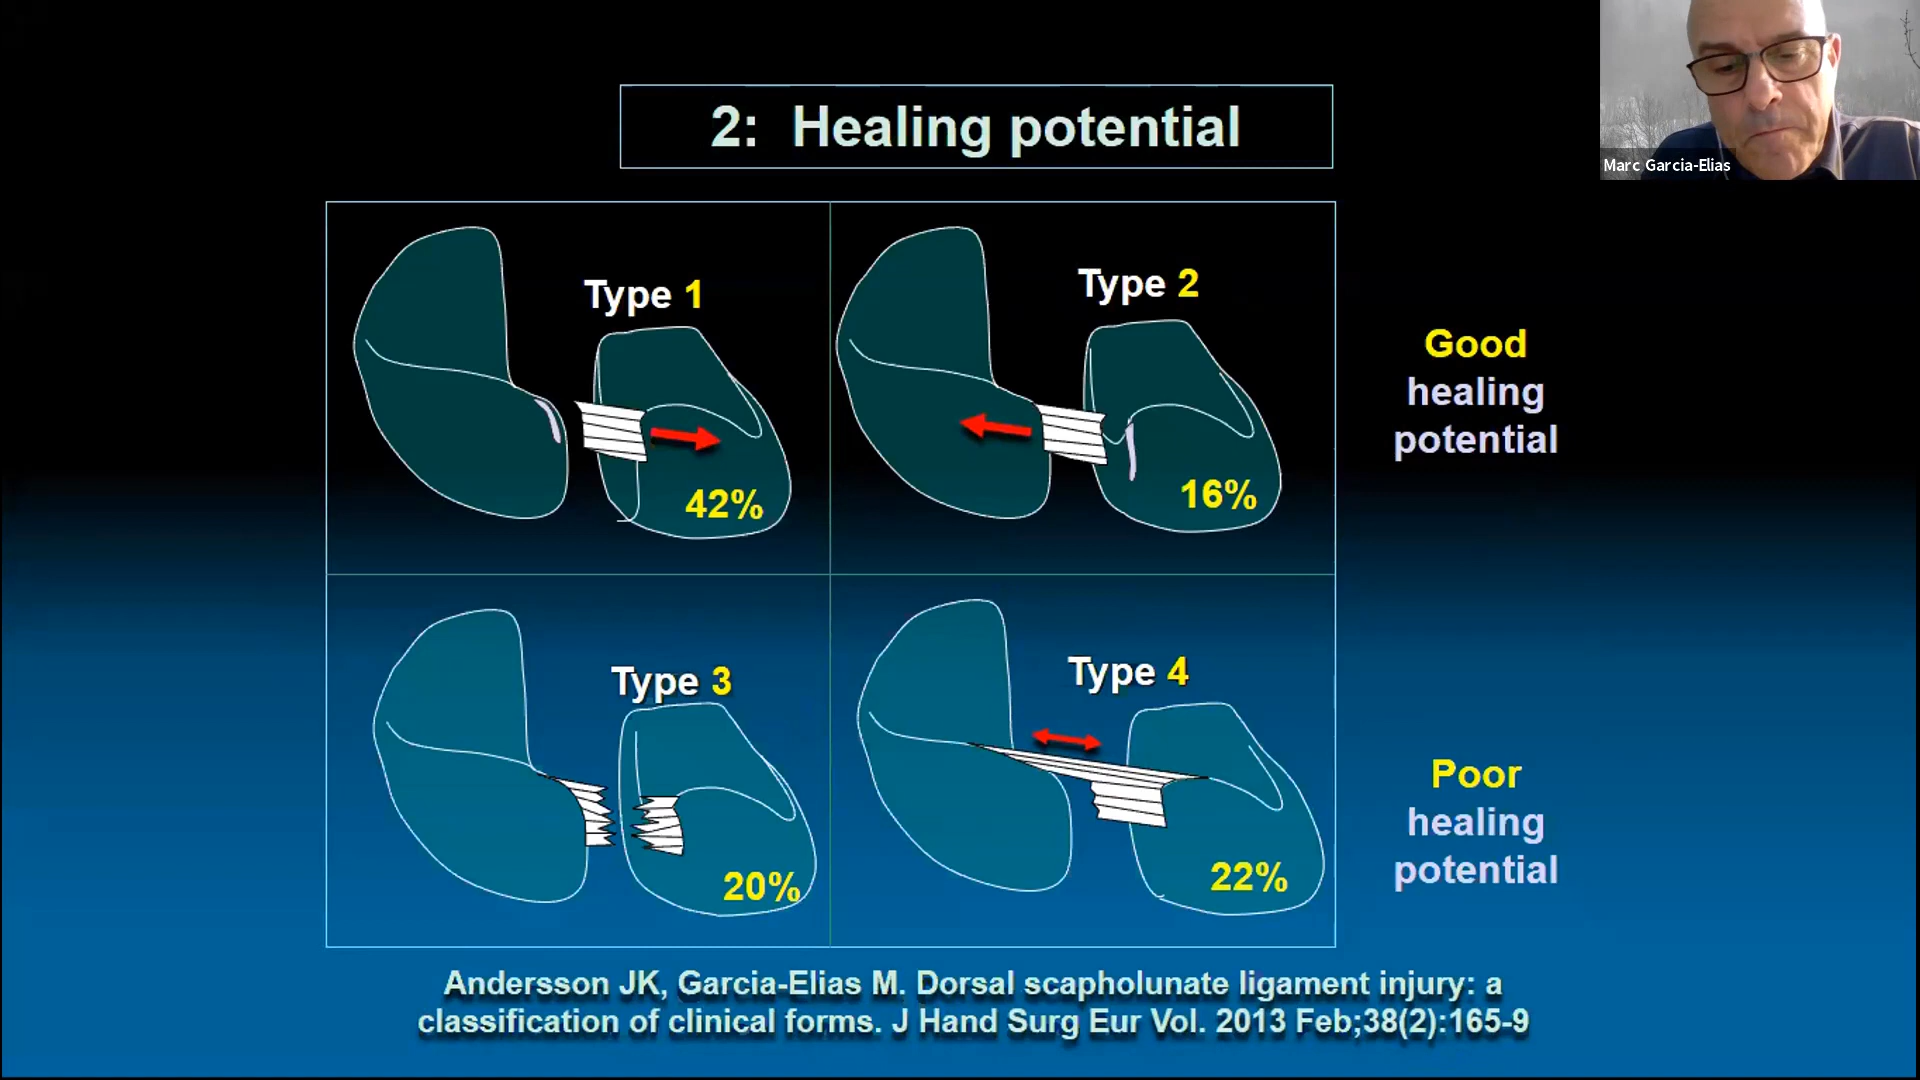 2: Healing potential
Marc Garcia-Elias
Type 1
42%
Type 2
16%
Good
healing
potential
Type 3
20%
Type 4
22%
Poor
healing
potential
Andersson JK, Garcia-Elias M. Dorsal scapholunate ligament injury: a
classification of clinical forms. J Hand Surg Eur Vol. 2013 Feb;38(2):165-9